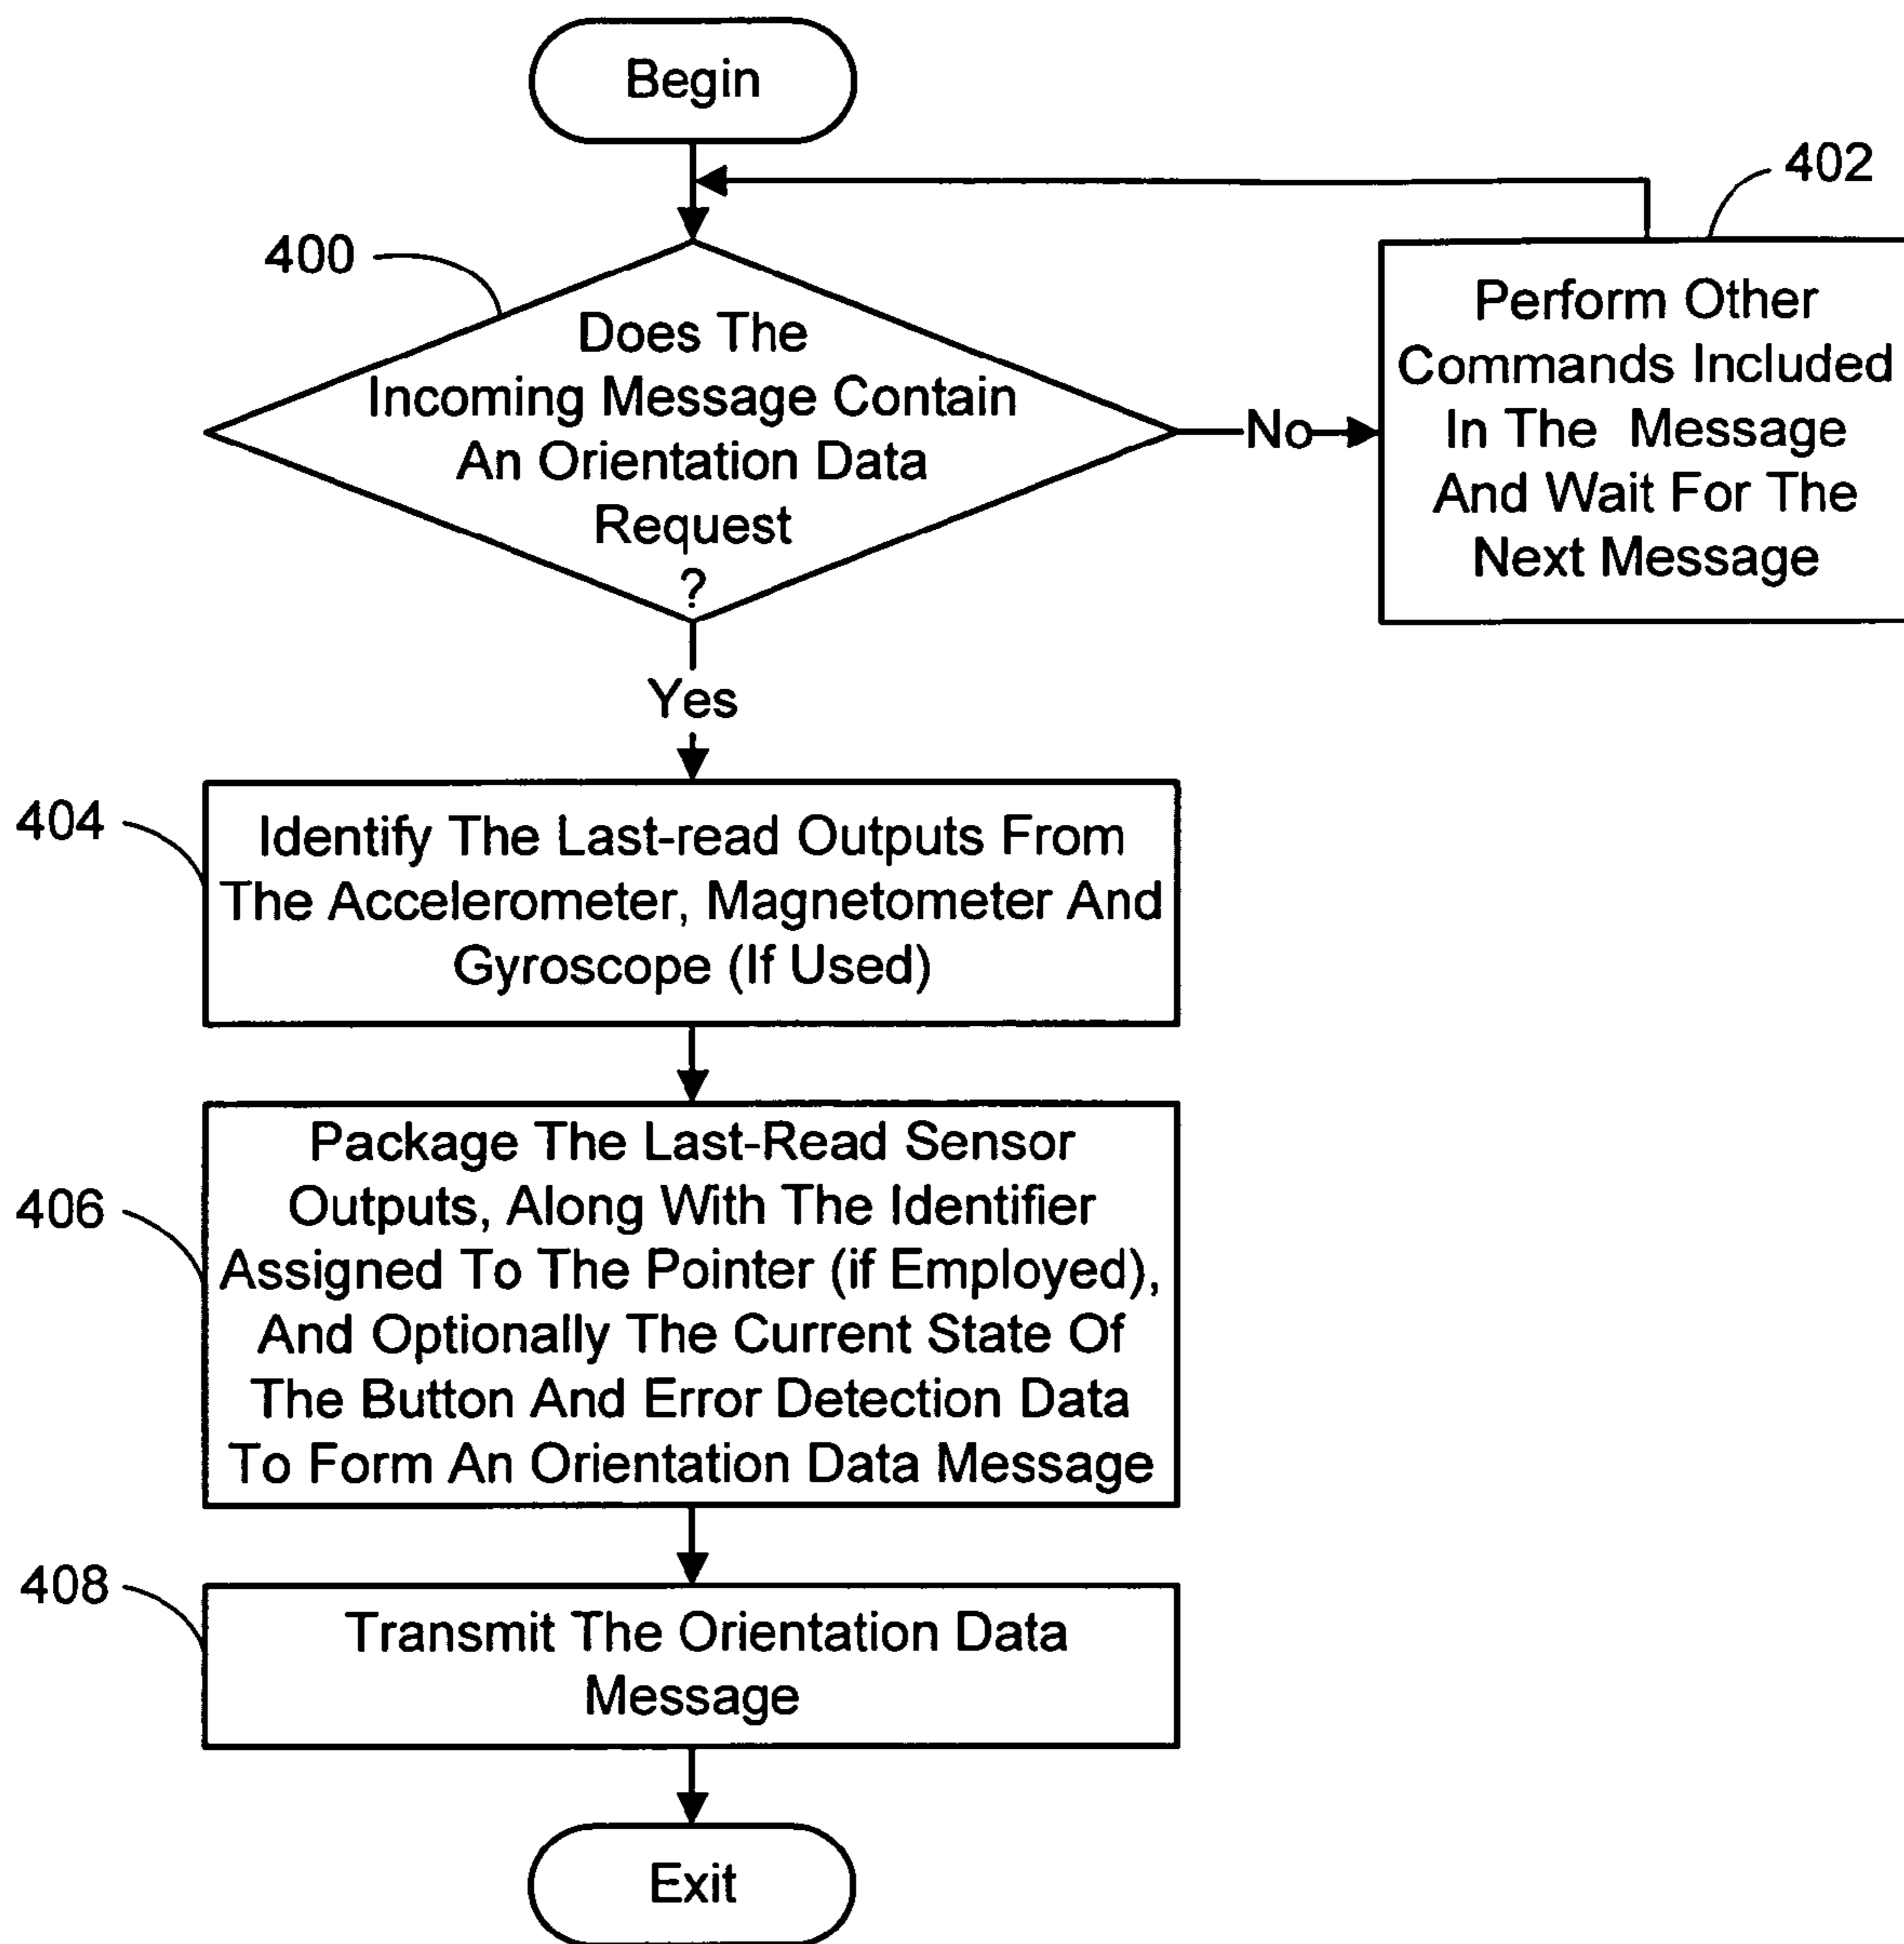 Begin
402
400
Does The
Incoming Message Contain
An Orientation Data
Request
?
No
Perform Other
Commands Included
In The Message
And Wait For The
Next Message
Yes
404
Identify The Last-read Outputs From
The Accelerometer, Magnetometer And
Gyroscope (If Used)
406
Package The Last-Read Sensor
Outputs, Along With The Identifier
Assigned To The Pointer (if Employed),
And Optionally The Current State Of
The Button And Error Detection Data
To Form An Orientation Data Message
408
Transmit The Orientation Data
Message
Exit